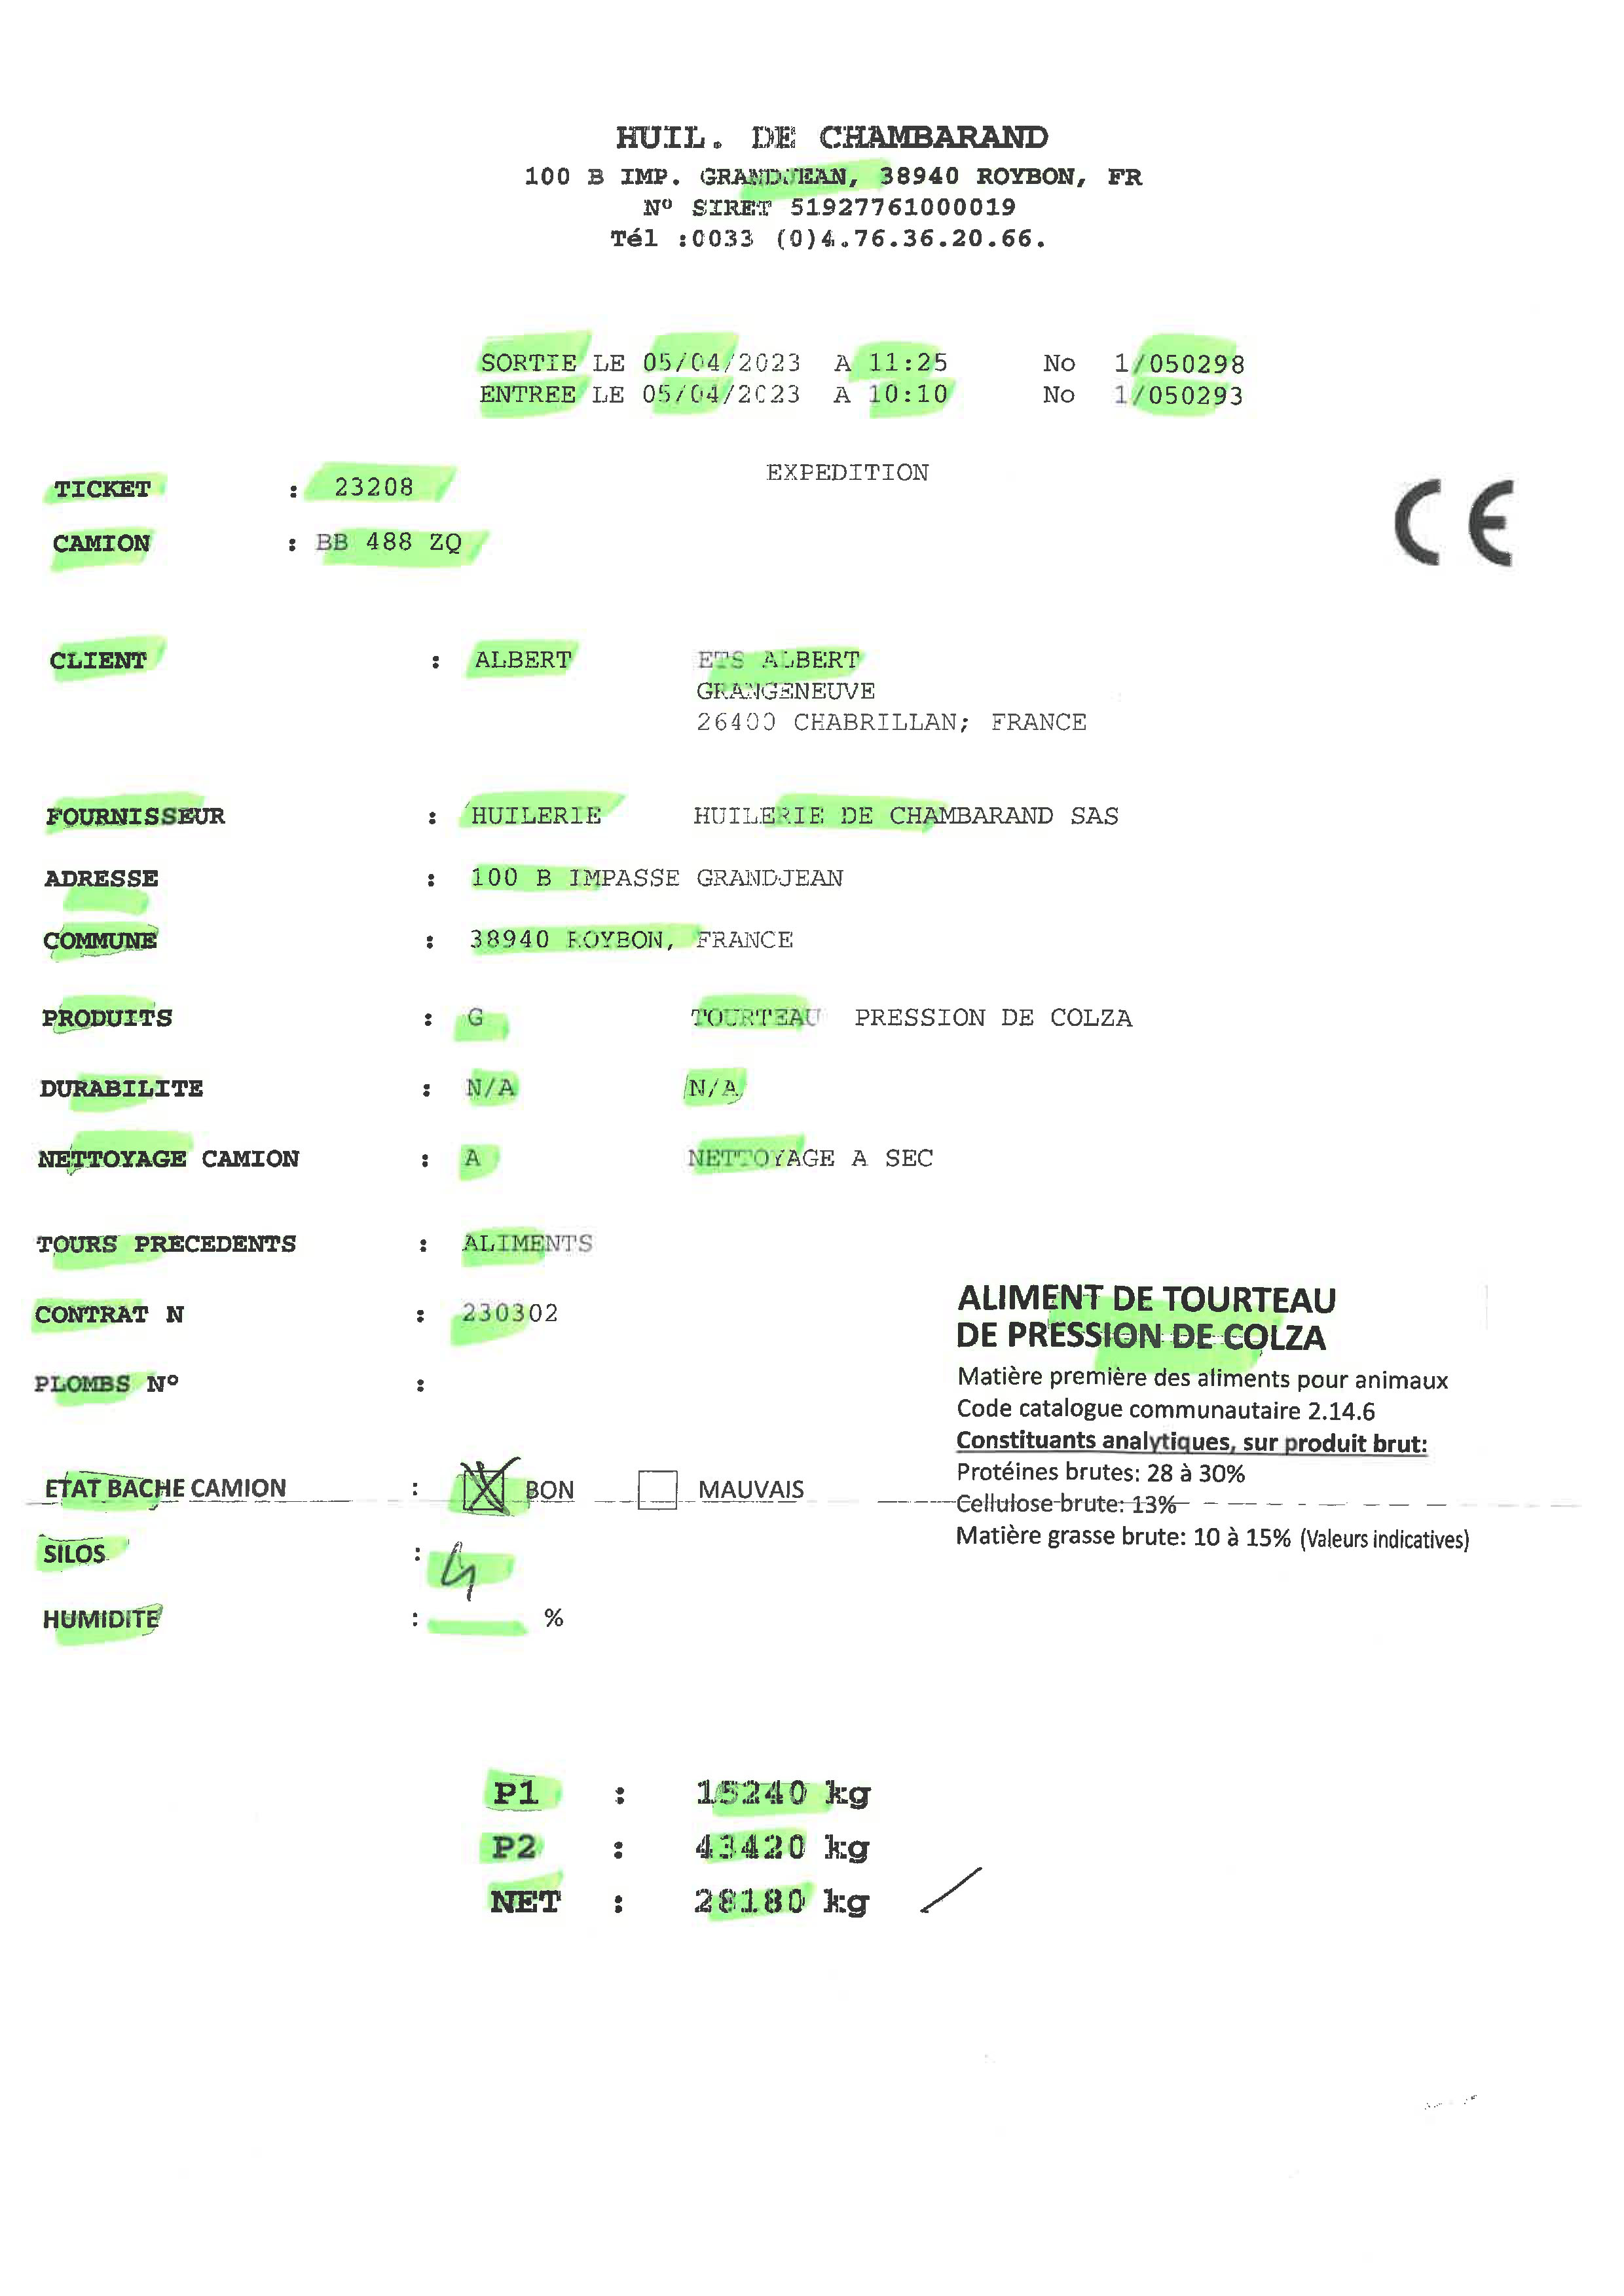 HUIL. DE CHAMBARAND
100 B IMP. GRANDJEAN, 38940 ROYBON, FR
Nº SIRET 51927761000019
Tél :0033 (0)4.76.36.20.66.
SORTIE LE 05/04/2023 A 11:25 No 1/050298
ENTREE LE 05/04/2023 A 10:10 No 1/050293
EXPEDITION
TICKET : 23208
CE
CAMION : BB 488 ZQ
CLIENT : ALBERT ETS ALBERT
GRANGENEUVE
26400 CHABRILLAN; FRANCE
FOURNISSEUR : HUILERIE HUILERIE DE CHAMBARAND SAS
ADRESSE : 100 B IMPASSE GRANDJEAN
COMMUNE : 38940 ROYBON, FRANCE
PRODUITS : G TOURTEAU PRESSION DE COLZA
DURABILITE : N/A N/A
NETTOYAGE CAMION : A NETTOYAGE A SEC
TOURS PRECEDENTS : ALIMENTS
CONTRAT N : 230302
PLOMBS Nº :
ALIMENT DE TOURTEAU
DE PRESSION DE COLZA
Matière première des aliments pour animaux
Code catalogue communautaire 2.14.6
Constituants analytiques, sur produit brut:
Protéines brutes: 28 à 30%
Cellulose brute: 13%
Matière grasse brute: 10 à 15% (Valeurs indicatives)
ETAT BACHE CAMION : BON MAUVAIS
SILOS : 4
HUMIDITE : %
P1 : 15240 kg
P2 : 43420 kg
NET : 28180 kg